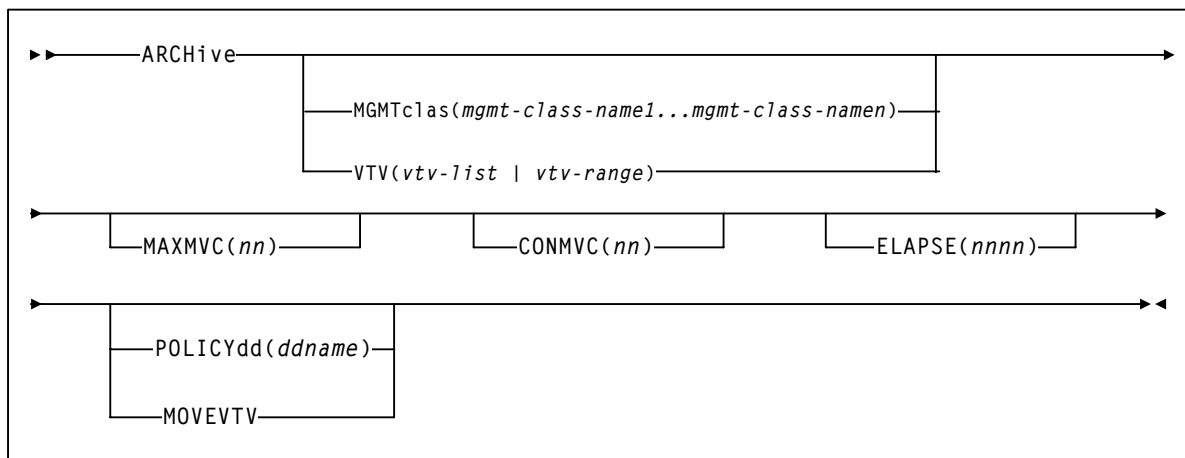 ARCHive
MGMTclas(mgmt-class-name1...mgmt-class-namen)
VTV(vtv-list | vtv-range)
MAXMVC(nn) CONMVC(nn) ELAPSE(nnnn)
POLICYdd(ddname)
MOVEVTV